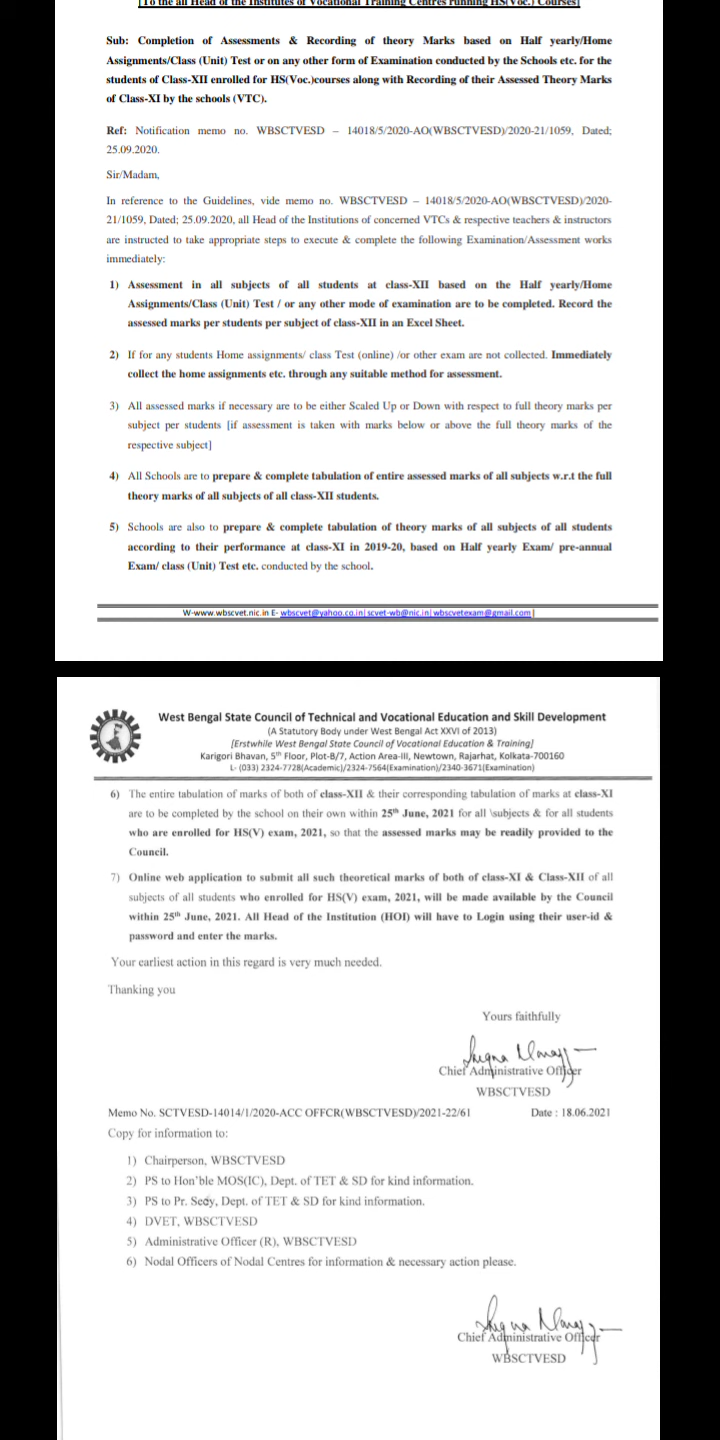 [To the all Head of the Institutes of Vocational Training Centres running HS(Voc.) Courses]
Sub: Completion of Assessments & Recording of theory Marks based on Half yearly/Home
Assignments/Class (Unit) Test or on any other form of Examination conducted by the Schools etc. for the
students of Class-XII enrolled for HS(Voc.)courses along with Recording of their Assessed Theory Marks
of Class-XI by the schools (VTC).
Ref: Notification memo no. WBSCTVESD – 14018/5/2020-AO(WBSCTVESD)/2020-21/1059, Dated;
25.09.2020.
Sir/Madam,
In reference to the Guidelines, vide memo no. WBSCTVESD – 14018/5/2020-AO(WBSCTVESD)/2020-
21/1059, Dated; 25.09.2020, all Head of the Institutions of concerned VTCs & respective teachers & instructors
are instructed to take appropriate steps to execute & complete the following Examination/Assessment works
immediately:
1) Assessment in all subjects of all students at class-XII based on the Half yearly/Home
Assignments/Class (Unit) Test / or any other mode of examination are to be completed. Record the
assessed marks per students per subject of class-XII in an Excel Sheet.
2) If for any students Home assignments/ class Test (online) /or other exam are not collected. Immediately
collect the home assignments etc. through any suitable method for assessment.
3) All assessed marks if necessary are to be either Scaled Up or Down with respect to full theory marks per
subject per students [if assessment is taken with marks below or above the full theory marks of the
respective subject]
4) All Schools are to prepare & complete tabulation of entire assessed marks of all subjects w.r.t the full
theory marks of all subjects of all class-XII students.
5) Schools are also to prepare & complete tabulation of theory marks of all subjects of all students
according to their performance at class-XI in 2019-20, based on Half yearly Exam/ pre-annual
Exam/ class (Unit) Test etc. conducted by the school.
W-www.wbscvet.nic.in E- wbscvet@yahoo.co.in| scvet-wb@nic.in| wbscvetexam@gmail.com|
West Bengal State Council of Technical and Vocational Education and Skill Development
(A Statutory Body under West Bengal Act XXVI of 2013)
[Erstwhile West Bengal State Council of Vocational Education & Training]
Karigori Bhavan, 5th Floor, Plot-B/7, Action Area-III, Newtown, Rajarhat, Kolkata-700160
L- (033) 2324-7728(Academic)/2324-7564(Examination)/2340-3671(Examination)
6) The entire tabulation of marks of both of class-XII & their corresponding tabulation of marks at class-XI
are to be completed by the school on their own within 25th June, 2021 for all \subjects & for all students
who are enrolled for HS(V) exam, 2021, so that the assessed marks may be readily provided to the
Council.
7) Online web application to submit all such theoretical marks of both of class-XI & Class-XII of all
subjects of all students who enrolled for HS(V) exam, 2021, will be made available by the Council
within 25th June, 2021. All Head of the Institution (HOI) will have to Login using their user-id &
password and enter the marks.
Your earliest action in this regard is very much needed.
Thanking you
Yours faithfully
Chief Administrative Officer
WBSCTVESD
Memo No. SCTVESD-14014/1/2020-ACC OFFCR(WBSCTVESD)/2021-22/61 Date : 18.06.2021
Copy for information to:
1) Chairperson, WBSCTVESD
2) PS to Hon'ble MOS(IC), Dept. of TET & SD for kind information.
3) PS to Pr. Secy, Dept. of TET & SD for kind information.
4) DVET, WBSCTVESD
5) Administrative Officer (R), WBSCTVESD
6) Nodal Officers of Nodal Centres for information & necessary action please.
Chief Administrative Officer
WBSCTVESD